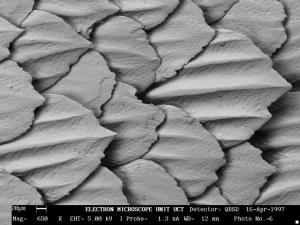 20µm ELECTRON MICROSCOPE UNIT UCT Detector= QBSD 16-Apr-1997
Mag= 650 X EHT= 5.00 kV I Probe= 1.3 nA WD= 12 mm Photo No.=6